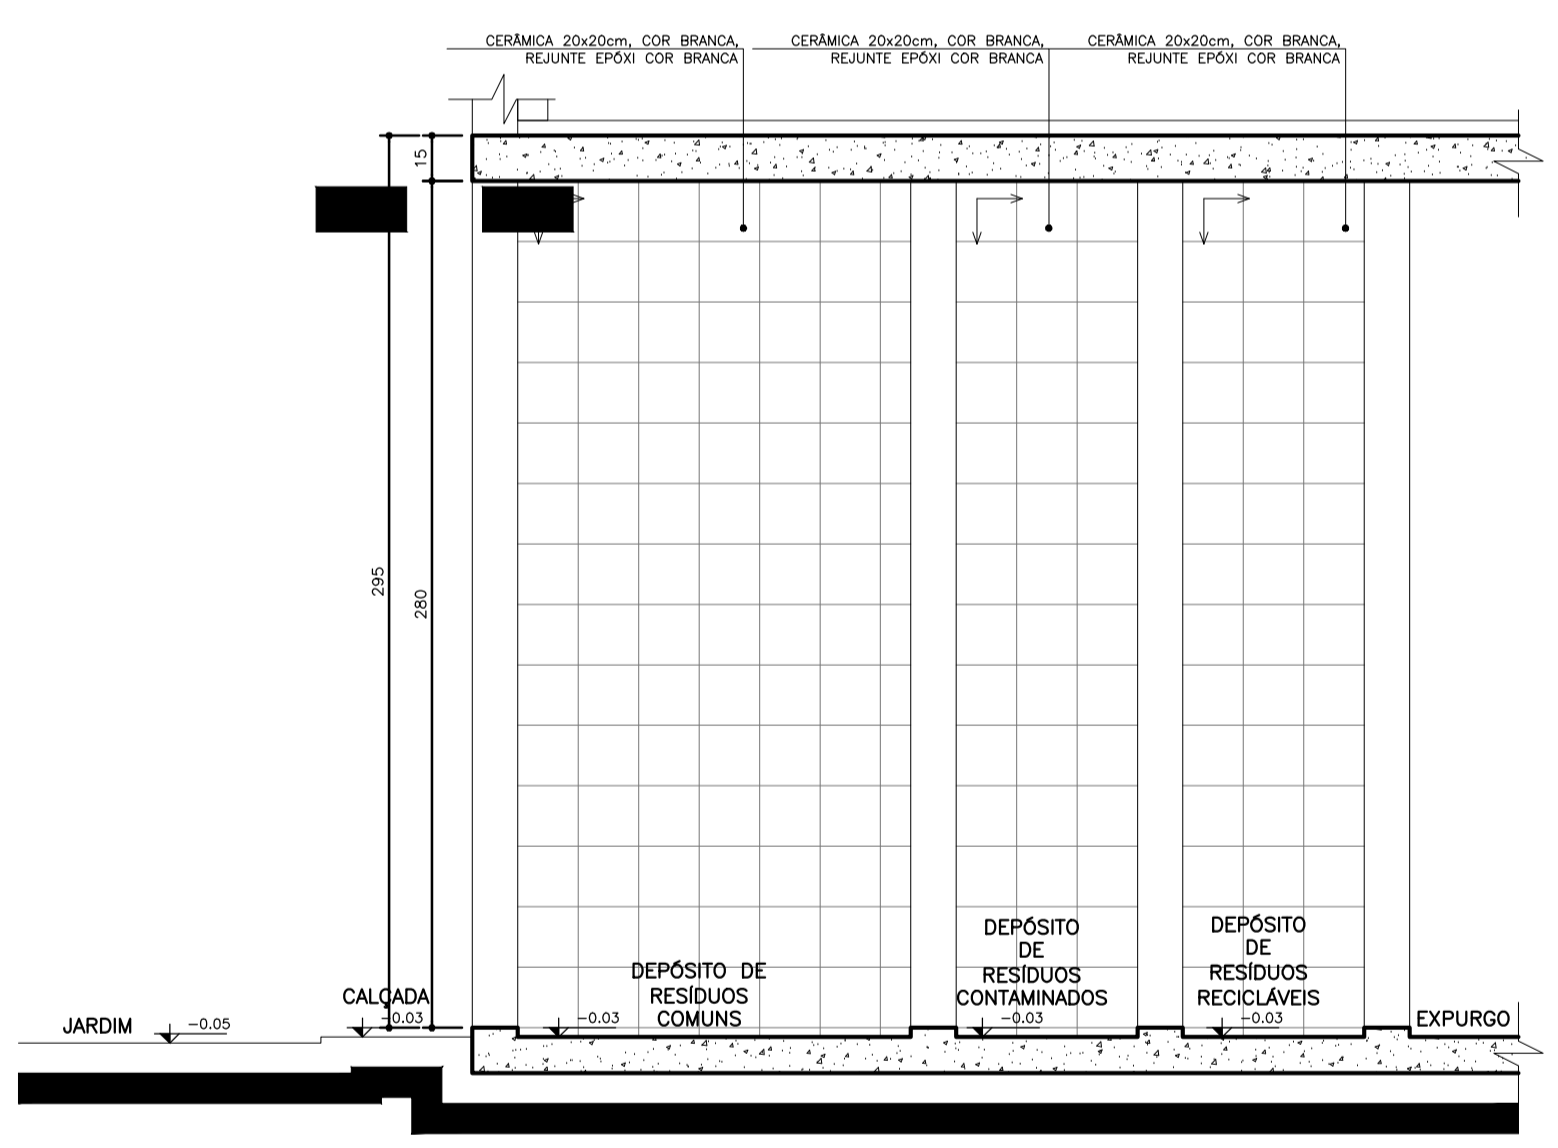 CERÂMICA 20x20cm, COR BRANCA,
REJUNTE EPÓXI COR BRANCA
CERÂMICA 20x20cm, COR BRANCA,
REJUNTE EPÓXI COR BRANCA
CERÂMICA 20x20cm, COR BRANCA,
REJUNTE EPÓXI COR BRANCA
15
295
280
DEPÓSITO DE
RESÍDUOS
COMUNS
DEPÓSITO
DE
RESÍDUOS
CONTAMINADOS
DEPÓSITO
DE
RESÍDUOS
RECICLÁVEIS
CALÇADA
JARDIM
-0.05
-0.03
-0.03
-0.03
-0.03
EXPURGO